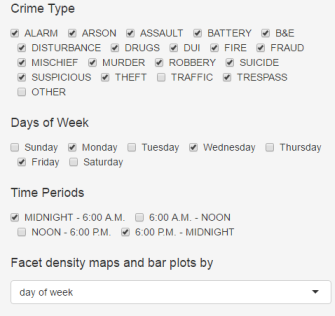 Crime Type
ALARM ARSON ASSAULT BATTERY B&E
DISTURBANCE DRUGS DUI FIRE FRAUD
MISCHIEF MURDER ROBBERY SUICIDE
SUSPICIOUS THEFT TRAFFIC TRESPASS
OTHER
Days of Week
Sunday Monday Tuesday Wednesday Thursday
Friday Saturday
Time Periods
MIDNIGHT - 6:00 A.M. 6:00 A.M. - NOON
NOON - 6:00 P.M. 6:00 P.M. - MIDNIGHT
Facet density maps and bar plots by
day of week